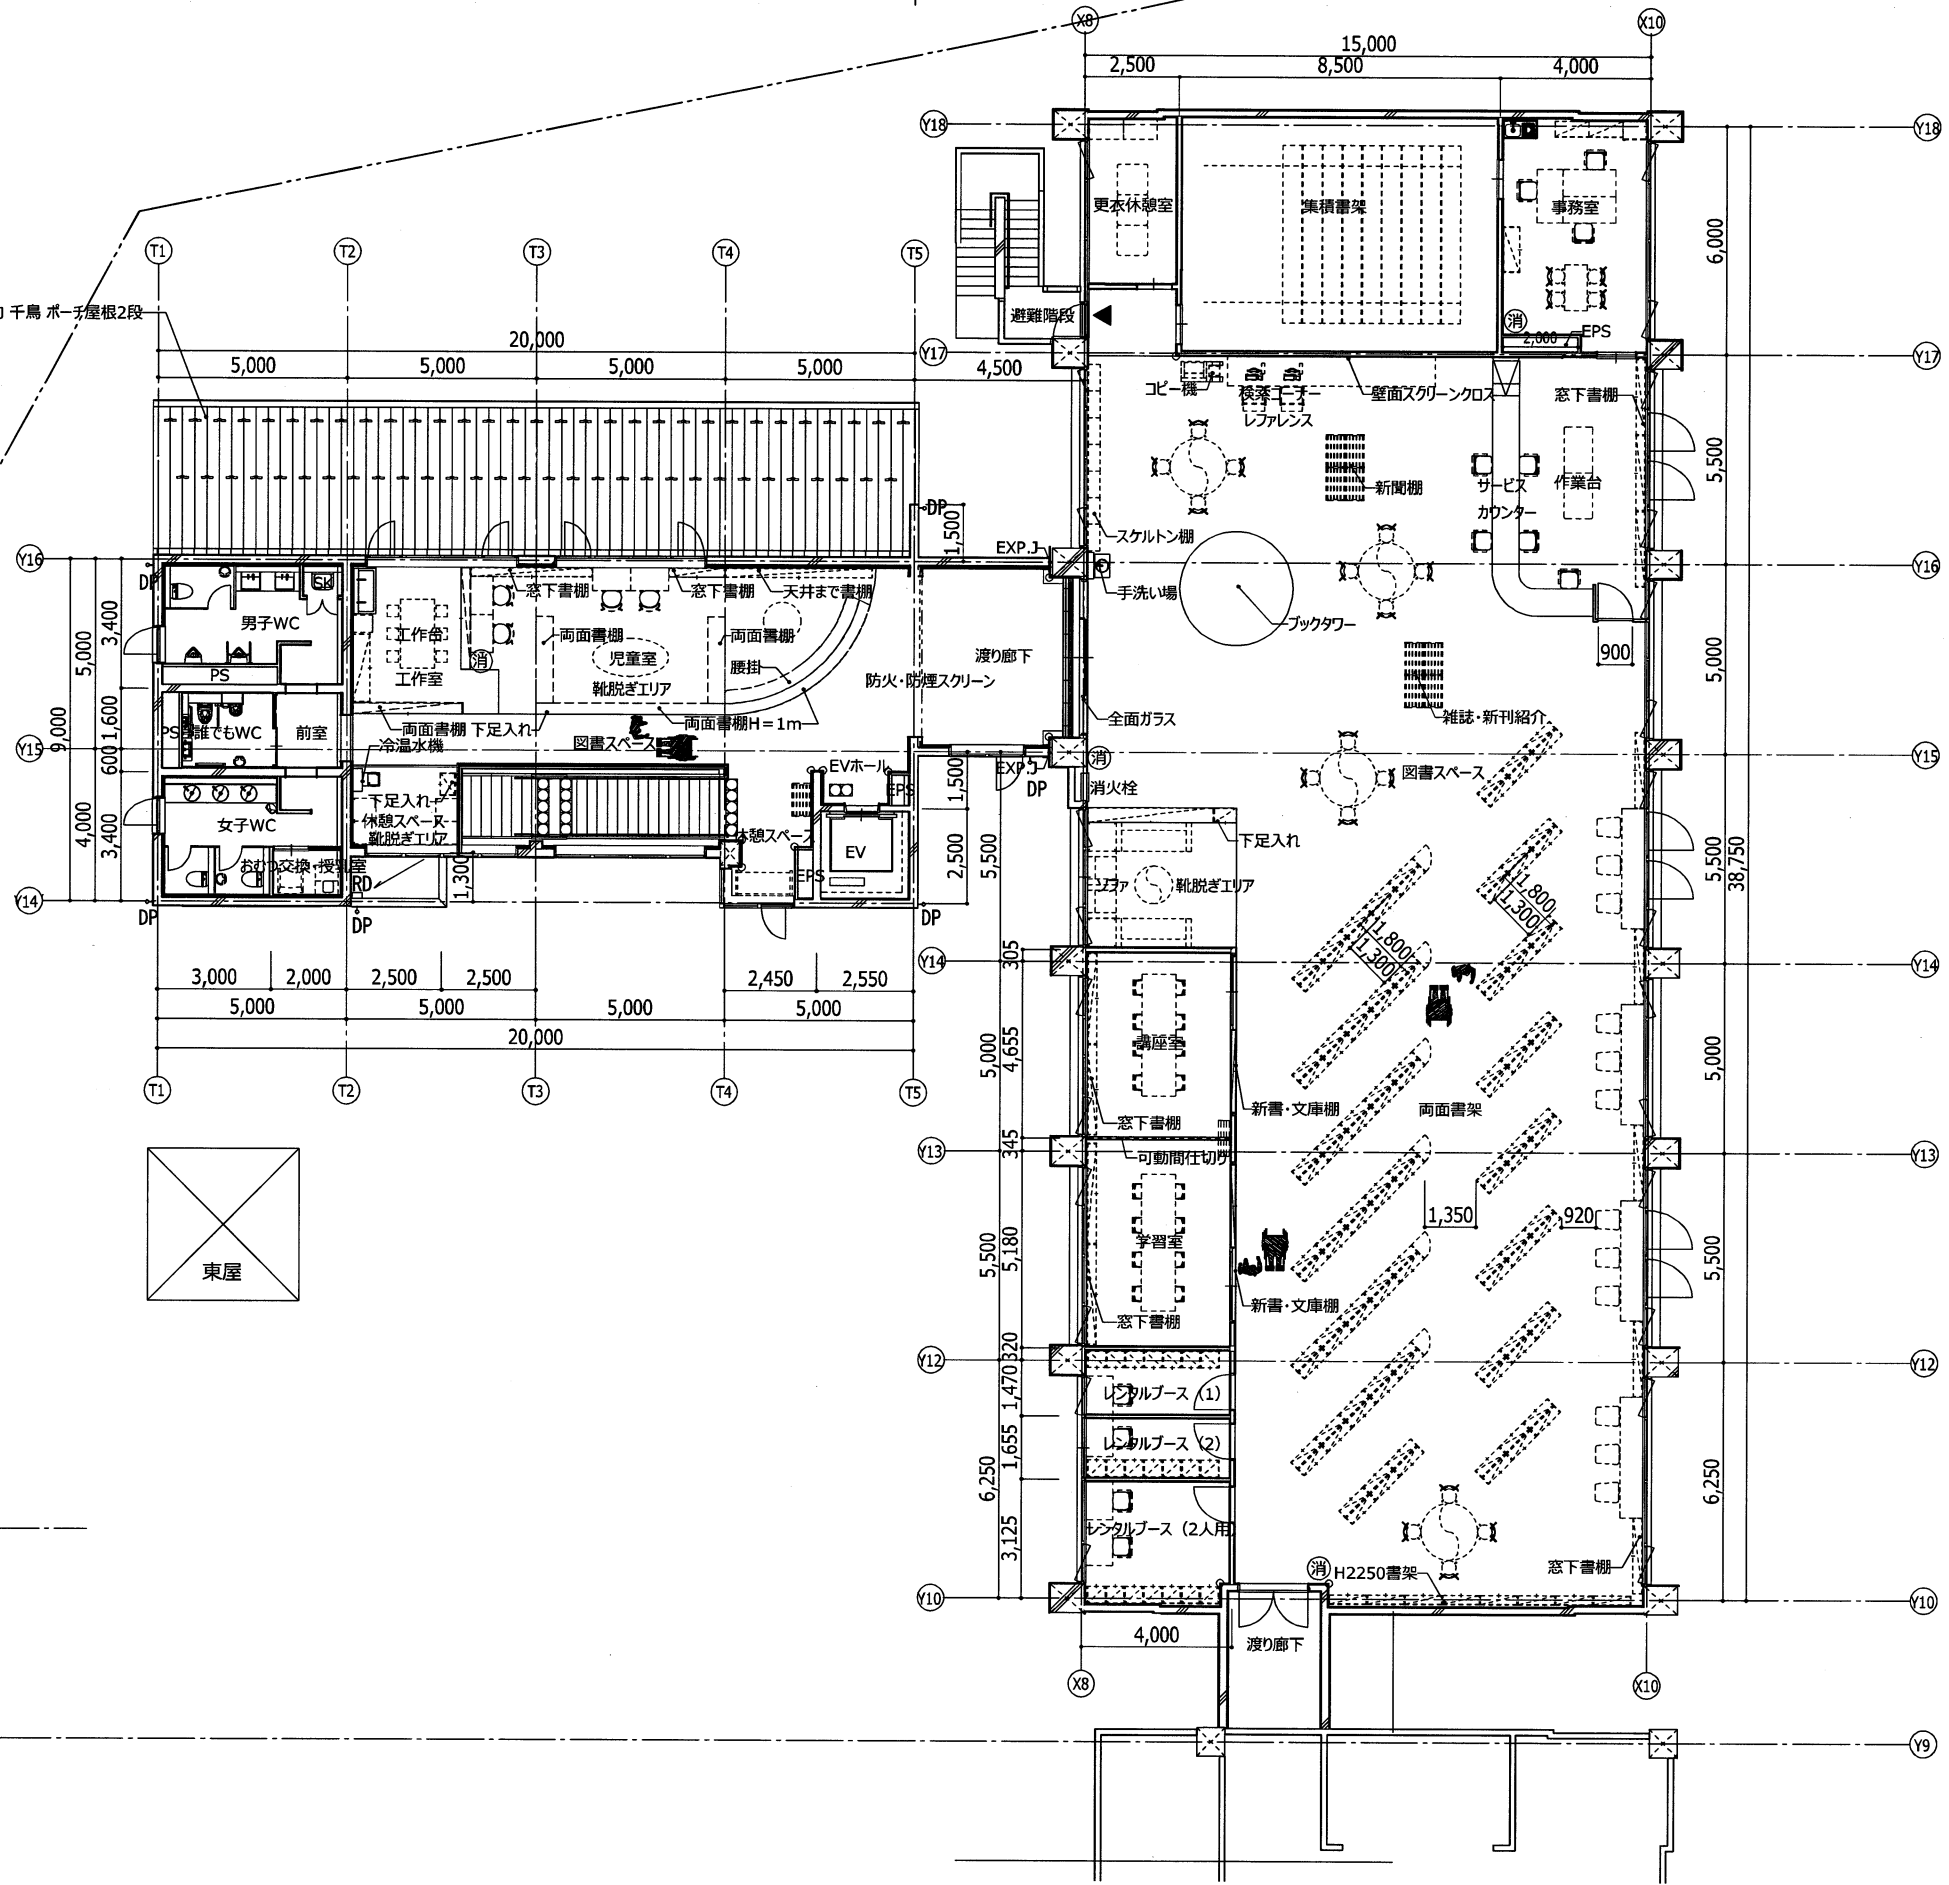 X8
X10
15,000
2,500
8,500
4,000
Y18
Y18
更衣休憩室
集積書架
事務室
6,000
T1
T2
T3
T4
T5
千鳥 ポーチ屋根2段
避難階段
消
2,000
EPS
20,000
Y17
Y17
5,000
5,000
5,000
5,000
4,500
コピー機
検索コーナー
レファレンス
壁面スクリーンクロス
窓下書棚
新聞棚
サービス
カウンター
作業台
5,500
DP
1,500
スケルトン棚
EXP.J
Y16
Y16
DP
SK
窓下書棚
窓下書棚
天井まで書棚
手洗い場
ブックタワー
3,400
男子WC
工作台
両面書棚
両面書棚
消
児童室
腰掛
渡り廊下
900
5,000
5,000
PS
工作室
靴脱ぎエリア
防火・防煙スクリーン
9,000
1,600
PS
誰でもWC
前室
両面書棚
下足入れ
両面書棚H=1m
全面ガラス
雑誌・新刊紹介
Y15
冷温水機
図書スペース
消
Y15
600
EVホール
EXP.J
DP
図書スペース
下足入れ
EPS
1,500
消火栓
4,000
3,400
女子WC
休憩スペース
靴脱ぎエリア
休憩スペース
下足入れ
5,500
38,750
おむつ交換・授乳室
RD
1,300
EPS
EV
2,500
5,500
ソファ
靴脱ぎエリア
1,800
1,300
Y14
DP
DP
DP
1,800
1,300
3,000
2,000
2,500
2,500
2,450
2,550
Y14
305
Y14
5,000
5,000
5,000
5,000
20,000
5,000
4,655
講座室
5,000
T1
T2
T3
T4
T5
窓下書棚
新書・文庫棚
両面書架
Y13
345
可動間仕切り
Y13
1,350
920
東屋
5,500
5,180
学習室
5,500
新書・文庫棚
窓下書棚
Y12
320
Y12
1,470
レンタルブース(1)
1,655
レンタルブース(2)
6,250
6,250
3,125
レンタルブース(2人用)
消
H2250書架
窓下書棚
Y10
Y10
4,000
渡り廊下
X8
X10
Y9